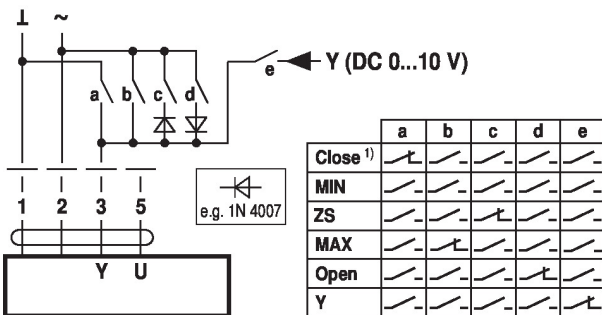 ⊥ ~
e Y (DC 0...10 V)
a b c d
1 2 3 5
e.g. 1N 4007
Y U
a b c d e
Close 1)
MIN
ZS
MAX
Open
Y